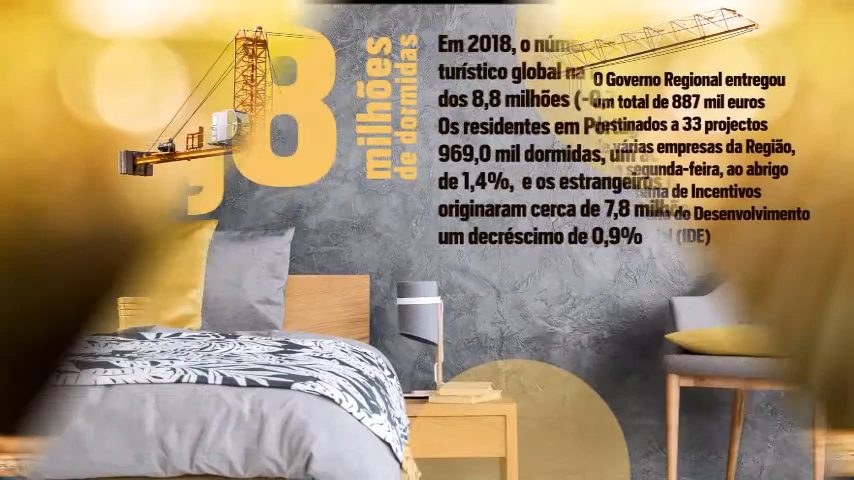 ,8
milhões
de dormidas
Em 2018, o núme
turístico global na
dos 8,8 milhões (-0
Os residentes em Po
969,0 mil dormidas, um
de 1,4%, e os estrangeiros
originaram cerca de 7,8 milh
um decréscimo de 0,9%
O Governo Regional entregou
um total de 887 mil euros
destinados a 33 projectos
várias empresas da Região,
segunda-feira, ao abrigo
de Incentivos
do Desenvolvimento
(IDE)